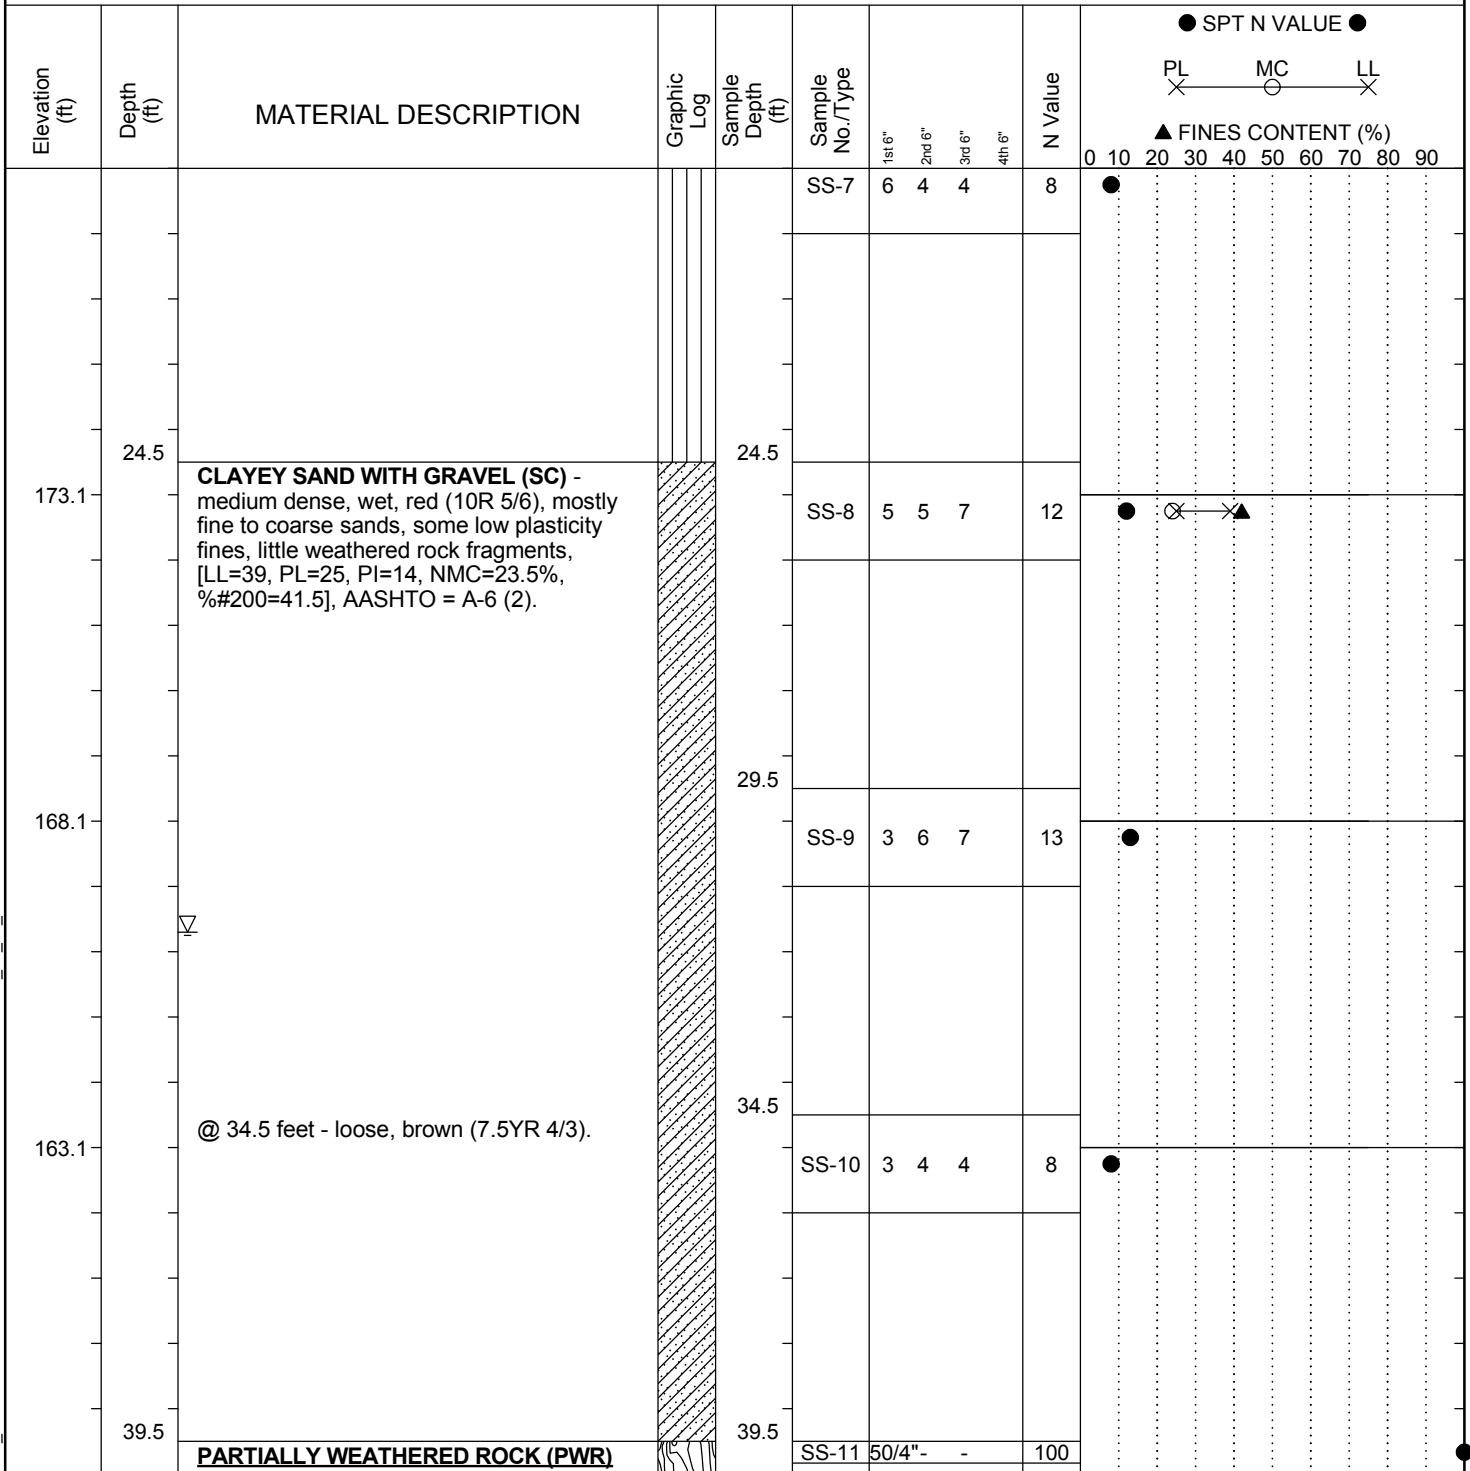 ● SPT N VALUE ●
PL MC LL
▲ FINES CONTENT (%)
0 10 20 30 40 50 60 70 80 90
Elevation (ft)
Depth (ft)
MATERIAL DESCRIPTION
Graphic Log
Sample Depth (ft)
Sample No./Type
1st 6"
2nd 6"
3rd 6"
4th 6"
N Value
SS-7 6 4 4 8
24.5 24.5
CLAYEY SAND WITH GRAVEL (SC) -
173.1 medium dense, wet, red (10R 5/6), mostly
SS-8 5 5 7 12
fine to coarse sands, some low plasticity
fines, little weathered rock fragments,
[LL=39, PL=25, PI=14, NMC=23.5%,
%#200=41.5], AASHTO = A-6 (2).
29.5
168.1
SS-9 3 6 7 13
34.5
@ 34.5 feet - loose, brown (7.5YR 4/3).
163.1
SS-10 3 4 4 8
39.5 39.5
PARTIALLY WEATHERED ROCK (PWR)
SS-11 50/4"- - 100